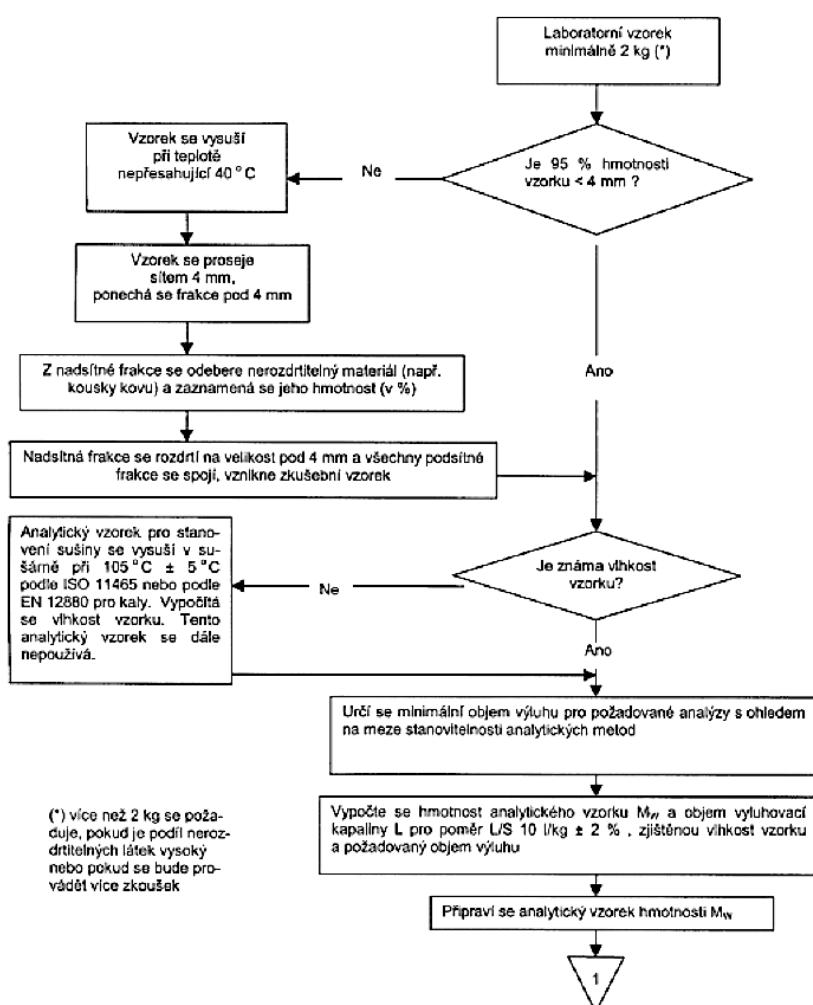 Laboratorní vzorek
minimálně 2 kg (*)
Je 95 % hmotnosti
vzorku < 4 mm ?
Ne
Vzorek se vysuší
při teplotě
nepřesahující 40 °C
Vzorek se proseje
sítem 4 mm,
ponechá se frakce pod 4 mm
Z nadsítné frakce se odebere nerozdrtitelný materiál (např.
kousky kovu) a zaznamená se jeho hmotnost (v %)
Ano
Nadsítná frakce se rozdrtí na velikost pod 4 mm a všechny podsítné
frakce se spojí, vznikne zkušební vzorek
Analytický vzorek pro stano-
vení sušiny se vysuší v su-
šárně při 105 °C ± 5 °C
podle ISO 11465 nebo podle
EN 12880 pro kaly. Vypočítá
se vlhkost vzorku. Tento
analytický vzorek se dále
nepoužívá.
Je známa vlhkost
vzorku?
Ne
Ano
Určí se minimální objem výluhu pro požadované analýzy s ohledem
na meze stanovitelnosti analytických metod
Vypočte se hmotnost analytického vzorku MW a objem vyluhovací
kapaliny L pro poměr L/S 10 l/kg ± 2 % , zjištěnou vlhkost vzorku
a požadovaný objem výluhu
(*) více než 2 kg se poža-
duje, pokud je podíl neroz-
drtitelných látek vysoký
nebo pokud se bude pro-
vádět více zkoušek
Připraví se analytický vzorek hmotnosti MW
1